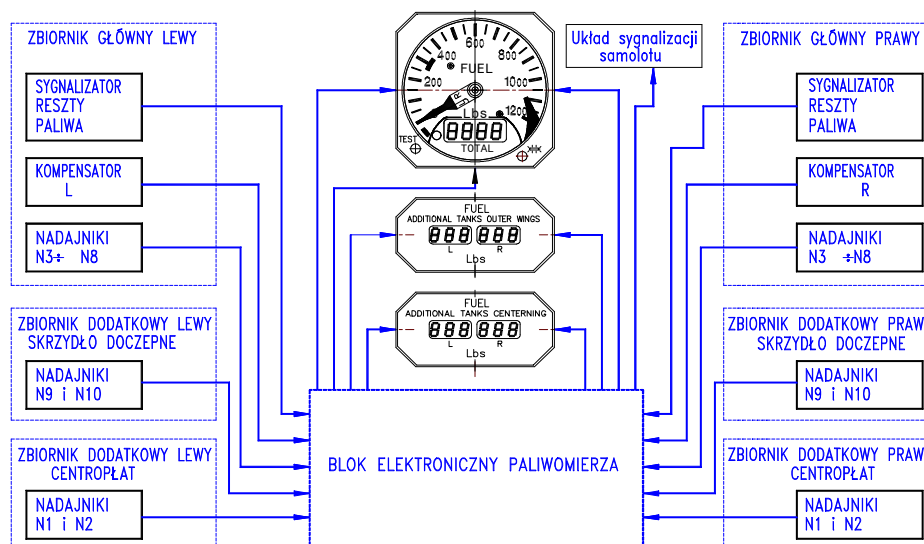 ZBIORNIK GŁÓWNY LEWY
SYGNALIZATOR
RESZTY
PALIWA
KOMPENSATOR
L
NADAJNIKI
N3÷ N8
ZBIORNIK DODATKOWY LEWY
SKRZYDŁO DOCZEPNE
NADAJNIKI
N9 i N10
ZBIORNIK DODATKOWY LEWY
CENTROPŁAT
NADAJNIKI
N1 i N2
200
400
600
800
1000
1200
FUEL
L
R
Lbs
8888
TOTAL
TEST
FUEL
ADDITIONAL TANKS OUTER WINGS
888 888
L R
Lbs
FUEL
ADDITIONAL TANKS CENTERNING
888 888
L R
Lbs
BLOK ELEKTRONICZNY PALIWOMIERZA
Układ sygnalizacji
samolotu
ZBIORNIK GŁÓWNY PRAWY
SYGNALIZATOR
RESZTY
PALIWA
KOMPENSATOR
R
NADAJNIKI
N3 ÷N8
ZBIORNIK DODATKOWY PRAW
SKRZYDŁO DOCZEPNE
NADAJNIKI
N9 i N10
ZBIORNIK DODATKOWY PRAW
CENTROPŁAT
NADAJNIKI
N1 i N2